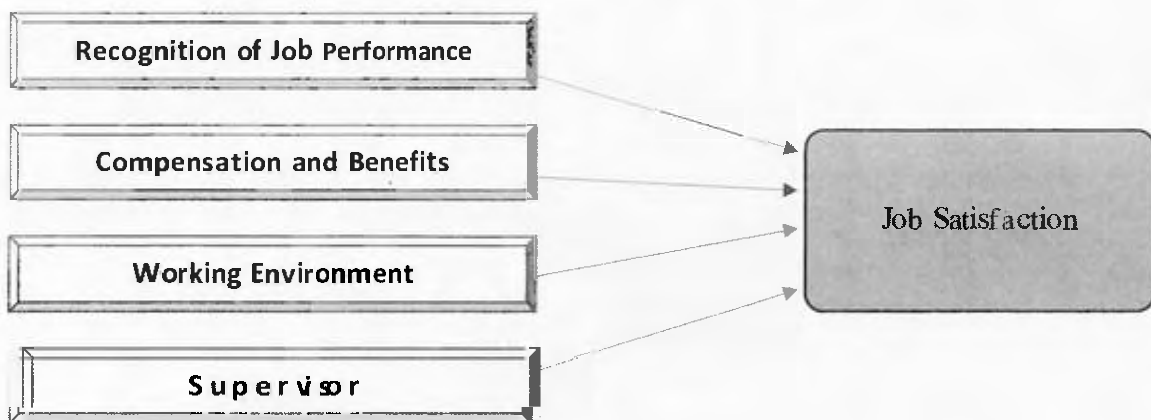 Recognition of Job Performance
Compensation and Benefits
Working Environment
Supervisor
Job Satisfaction